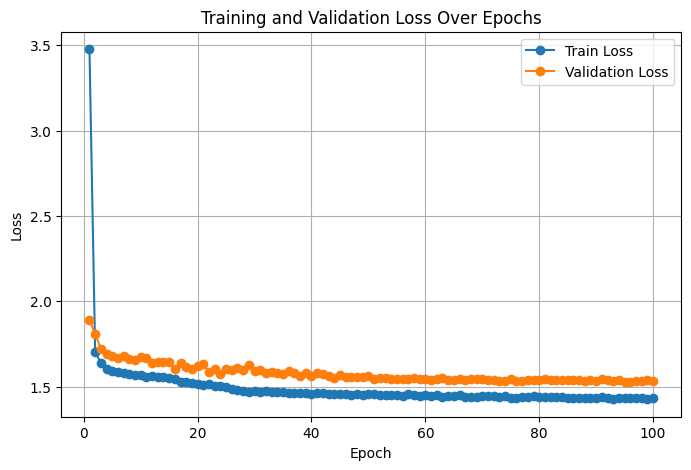 Training and Validation Loss Over Epochs
3.5
3.0
2.5
2.0
1.5
Loss
Train Loss
Validation Loss
0
20
40
60
80
100
Epoch